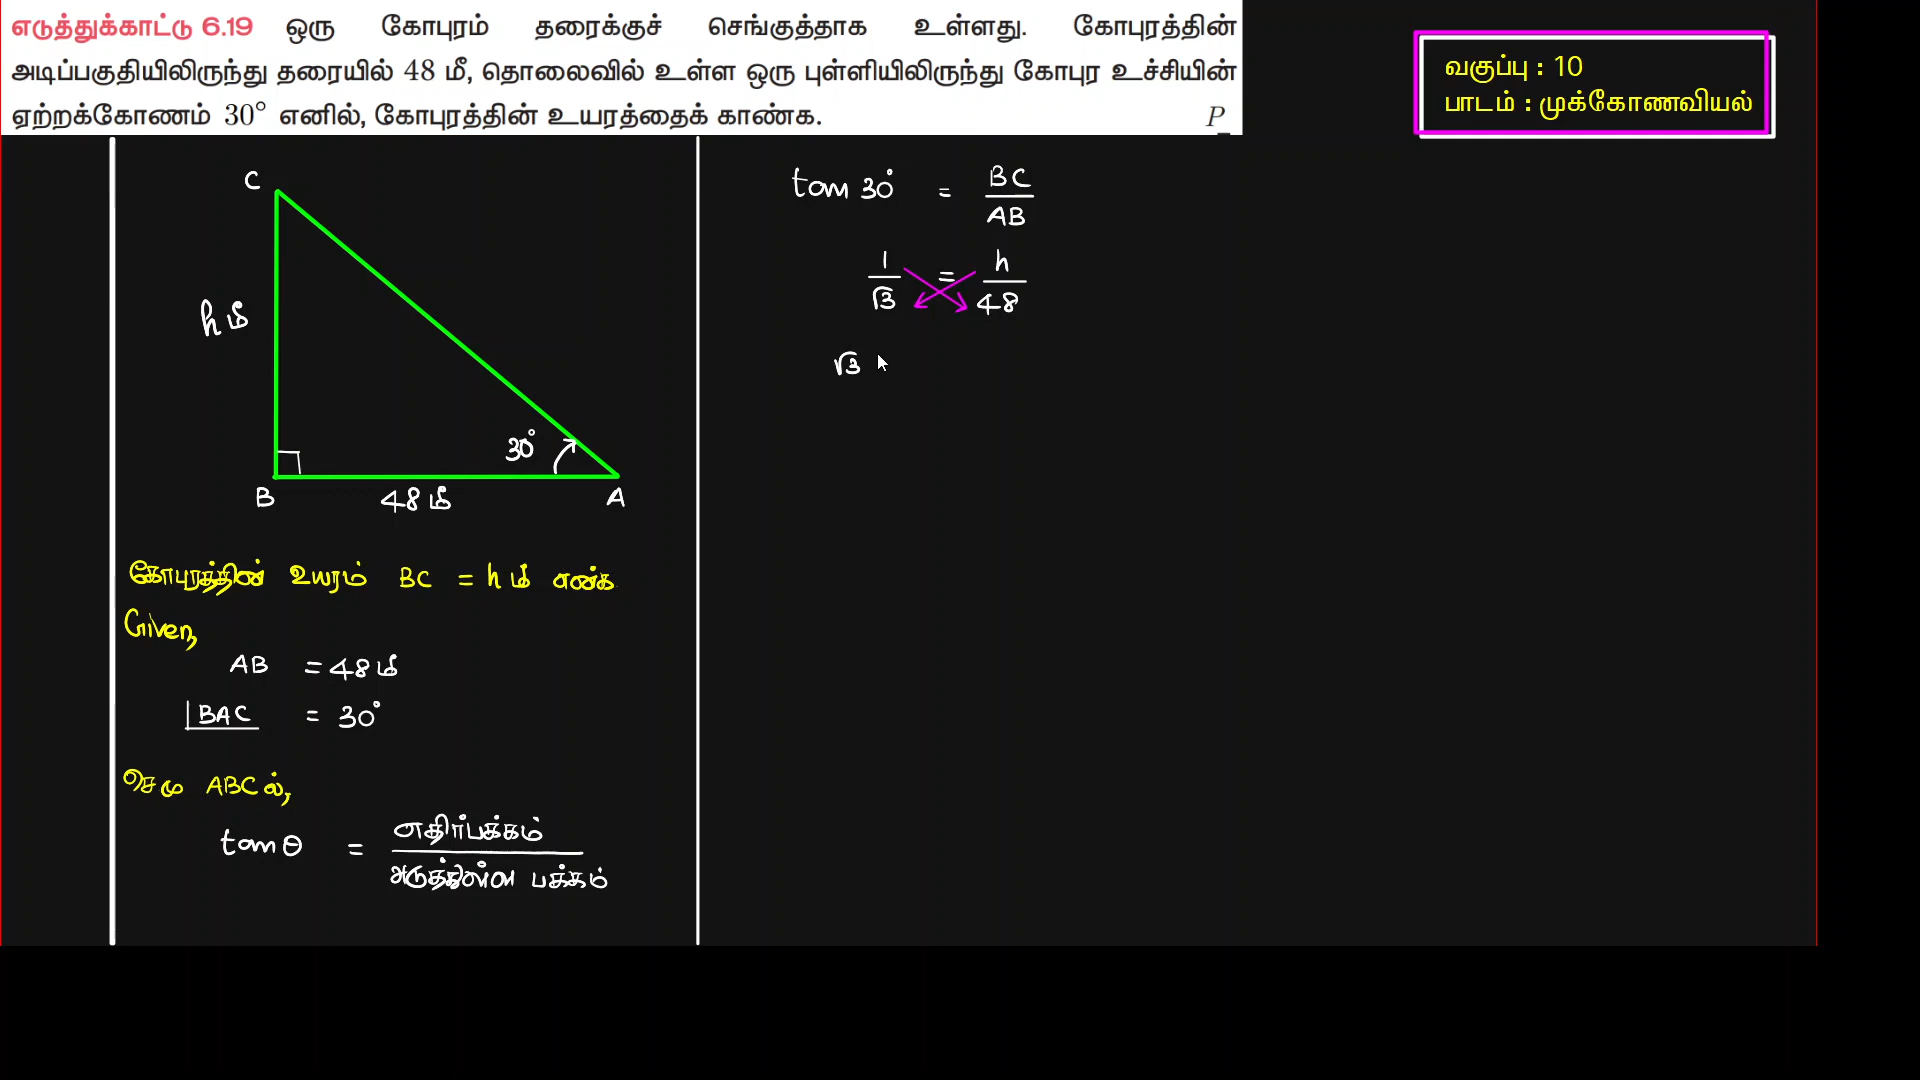 எடுத்துக்காட்டு 6.19 ஒரு கோபுரம் தரைக்குச் செங்குத்தாக உள்ளது. கோபுரத்தின்
அடிப்பகுதியிலிருந்து தரையில் 48 மீ, தொலைவில் உள்ள ஒரு புள்ளியிலிருந்து கோபுர உச்சியின்
ஏற்றக்கோணம் 30° எனில், கோபுரத்தின் உயரத்தைக் காண்க.
P
வகுப்பு : 10
பாடம் : முக்கோணவியல்
C
h மீ
30°
B
48 மீ
A
கோபுரத்தின் உயரம் BC = h மீ என்க
Given,
AB = 48 மீ
∠BAC = 30°
செமு ABC ல்,
tan θ = எதிர்பக்கம் / அடுத்துள்ள பக்கம்
tan 30° = BC / AB
1 / √3 = h / 48
√3